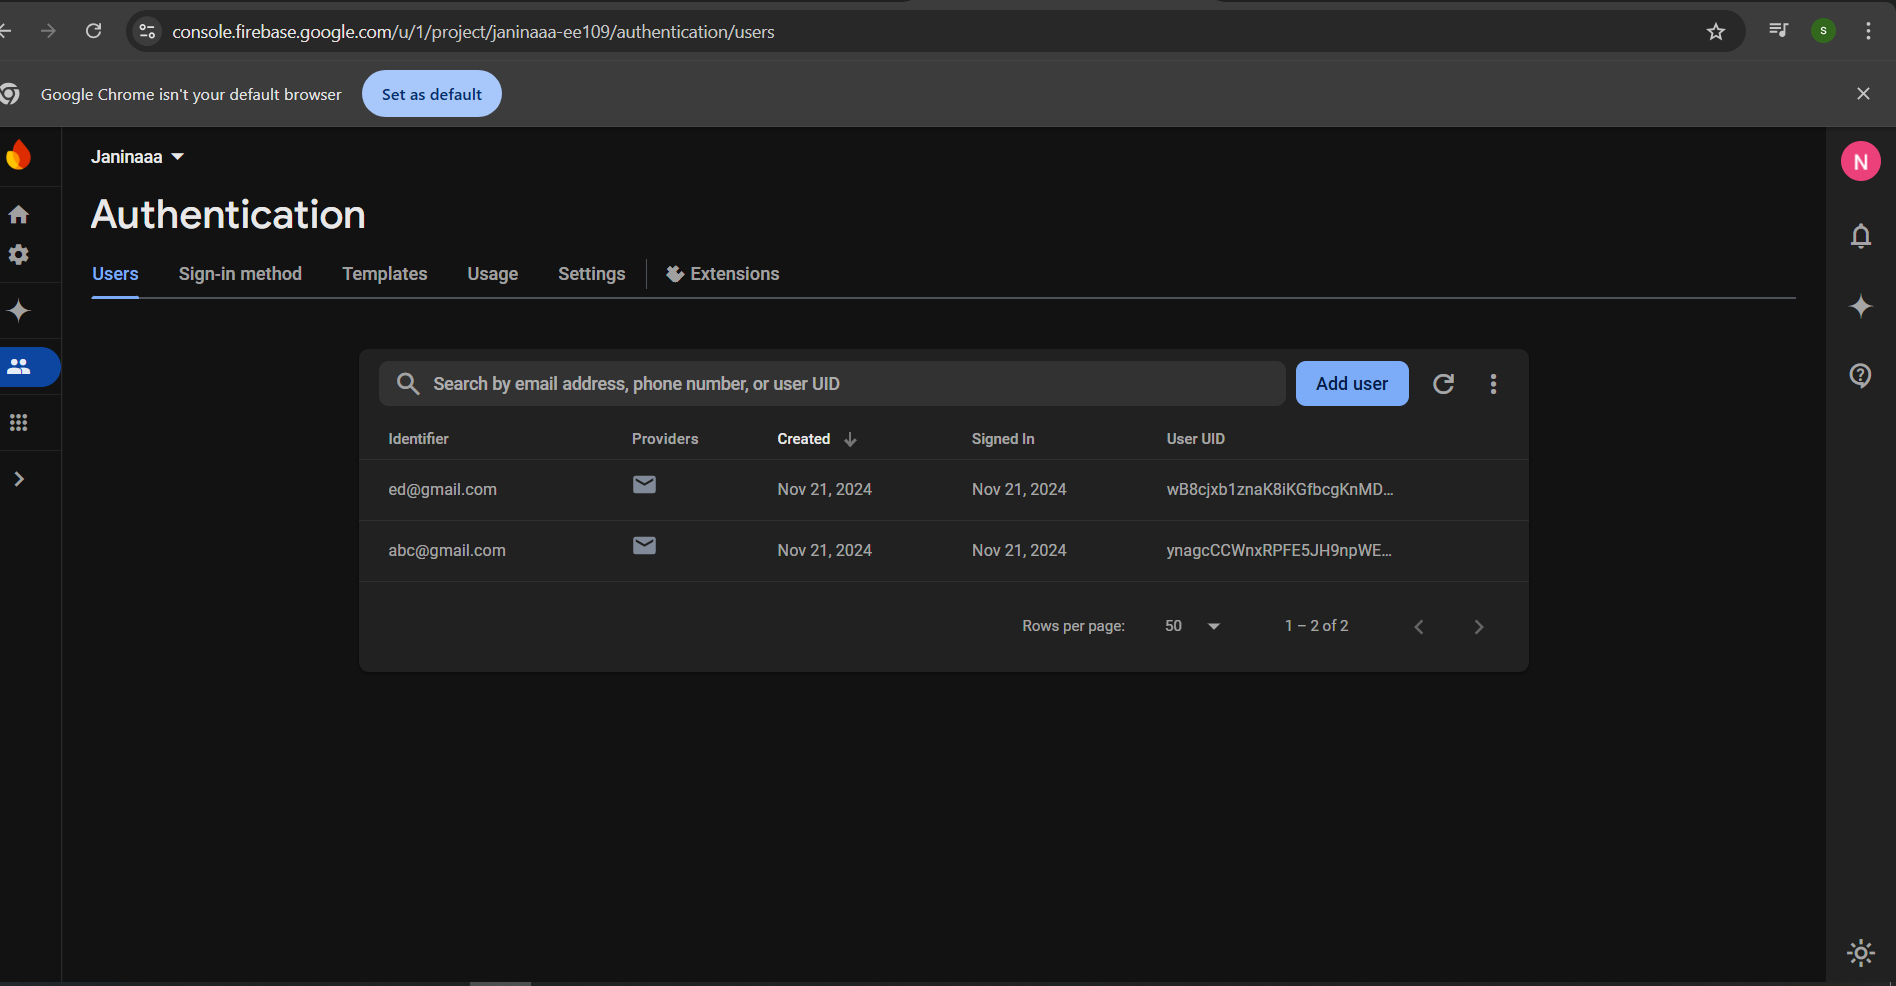 console.firebase.google.com/u/1/project/janinaaa-ee109/authentication/users
S
Google Chrome isn't your default browser
Set as default
Janinaaa
N
Authentication
Users Sign-in method Templates Usage Settings Extensions
Search by email address, phone number, or user UID
Add user
Identifier Providers Created Signed In User UID
ed@gmail.com Nov 21, 2024 Nov 21, 2024 wB8cjxb1znaK8iKGfbcgKnMD...
abc@gmail.com Nov 21, 2024 Nov 21, 2024 ynagcCCWnxRPFE5JH9npWE...
Rows per page: 50 1 – 2 of 2